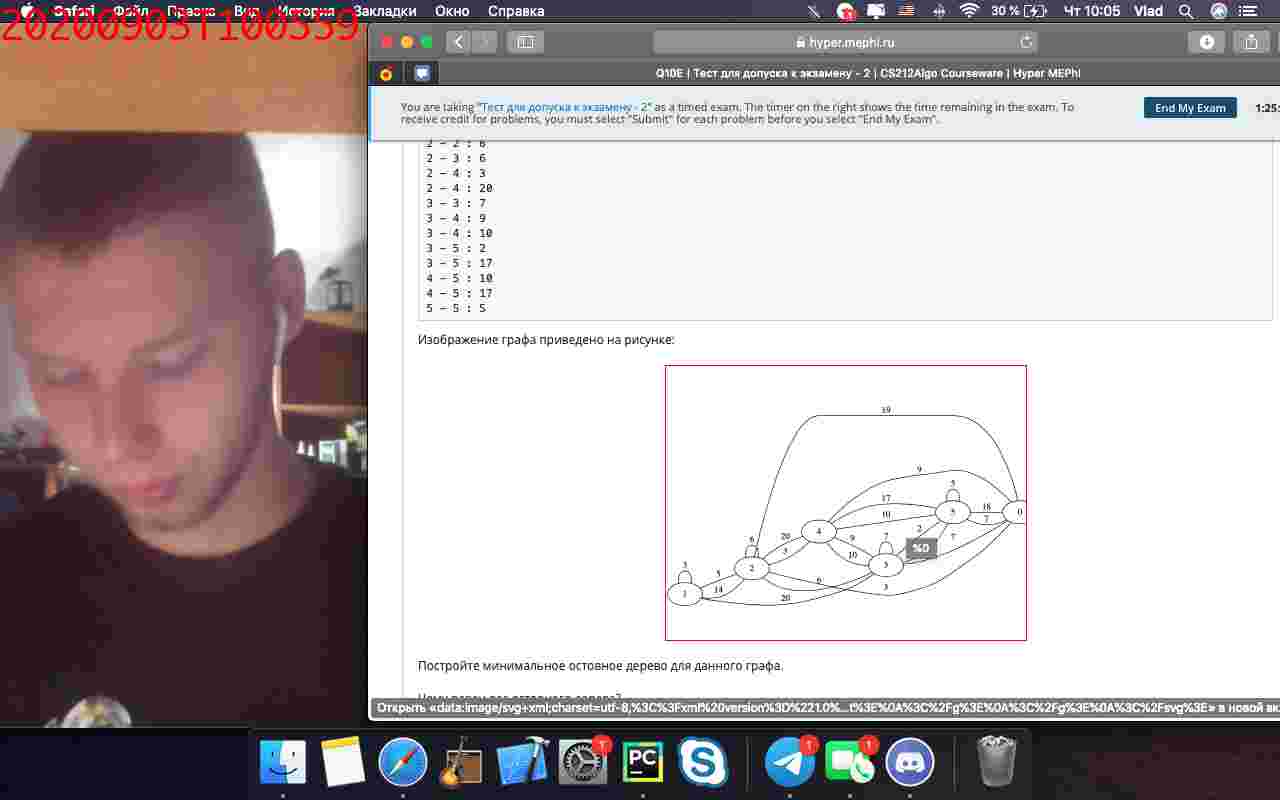 20200903T100359
Safari Файл Правка Вид История Закладки Окно Справка
30 % Чт 10:05 Vlad
hyper.mephi.ru
Q10E | Тест для допуска к экзамену - 2 | CS212Algo Courseware | Hyper MEPhI
You are taking "Тест для допуска к экзамену - 2" as a timed exam. The timer on the right shows the time remaining in the exam. To
receive credit for problems, you must select "Submit" for each problem before you select "End My Exam".
End My Exam
1:25:
2 – 2 : 6
2 – 3 : 6
2 – 4 : 3
2 – 4 : 20
3 – 3 : 7
3 – 4 : 9
3 – 4 : 10
3 – 5 : 2
3 – 5 : 17
4 – 5 : 10
4 – 5 : 17
5 – 5 : 5
Изображение графа приведено на рисунке:
19
9
5
17
10
18
7
5
0
4
2
7
7
20
3
9
10
6
2
3
%0
3
5
14
1
6
20
3
Постройте минимальное остовное дерево для данного графа.
Открыть «data:image/svg+xml;charset=utf-8,%3C%3Fxml%20version%3D%221.0%...t%3E%0A%3C%2Fg%3E%0A%3C%2Fg%3E%0A%3C%2Fsvg%3E» в новой вк
1
PC
1
1